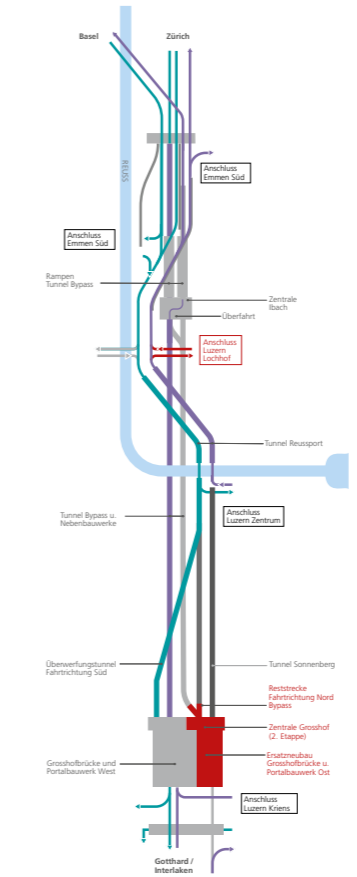 Basel
Zürich
REUSS
Anschluss
Emmen Süd
Anschluss
Emmen Süd
Rampen
Tunnel Bypass
Zentrale
Ibach
Überfahrt
Anschluss
Luzern
Lochhof
Tunnel Reussport
Tunnel Bypass u.
Nebenbauwerke
Anschluss
Luzern Zentrum
Überwerfungstunnel
Fahrtrichtung Süd
Tunnel Sonnenberg
Reststrecke
Fahrtrichtung Nord
Bypass
Zentrale Grosshof
(2. Etappe)
Grosshofbrücke und
Portalbauwerk West
Ersatzneubau
Grosshofbrücke u.
Portalbauwerk Ost
Anschluss
Luzern Kriens
Gotthard /
Interlaken